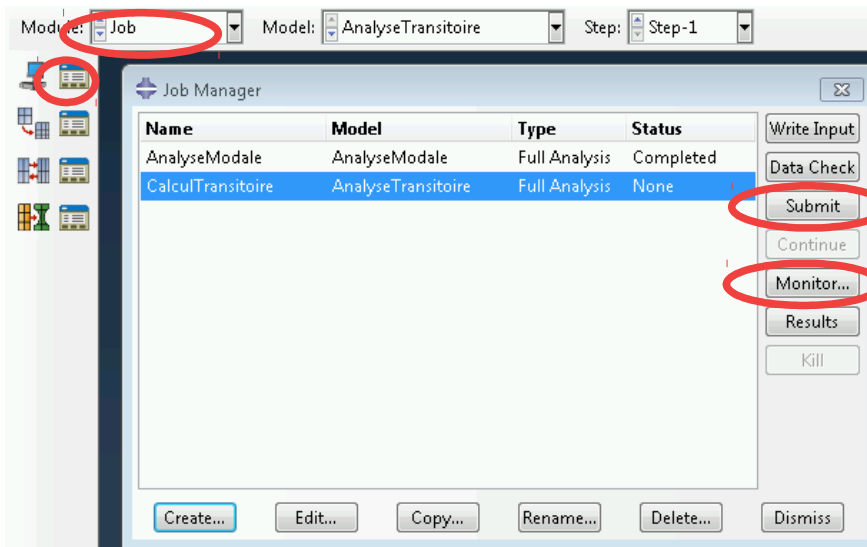 Module: Job Model: AnalyseTransitoire Step: Step-1
Job Manager
Name Model Type Status
AnalyseModale AnalyseModale Full Analysis Completed
CalculTransitoire AnalyseTransitoire Full Analysis None
Write Input
Data Check
Submit
Continue
Monitor...
Results
Kill
Create... Edit... Copy... Rename... Delete... Dismiss